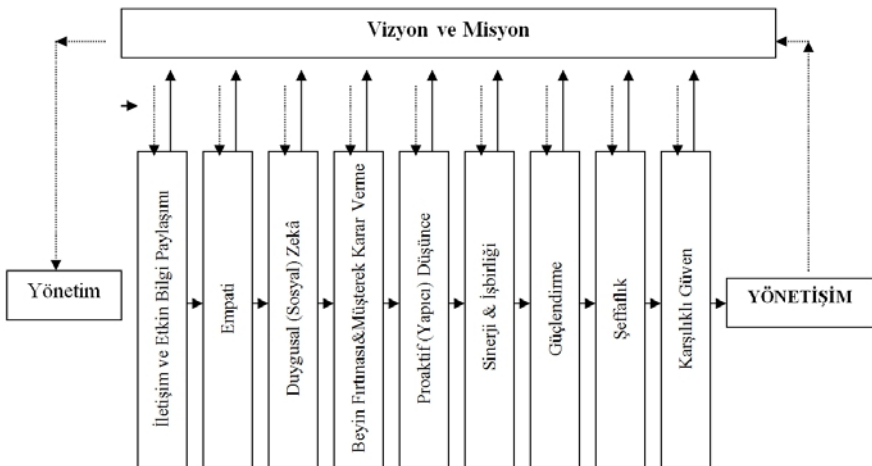 Vizyon ve Misyon
Yönetim
İletişim ve Etkin Bilgi Paylaşımı
Empati
Duygusal (Sosyal) Zekâ
Beyin Fırtınası&Müşterek Karar Verme
Proaktif (Yapıcı) Düşünce
Sinerji & İşbirliği
Güçlendirme
Şeffaflık
Karşılıklı Güven
YÖNETİŞİM